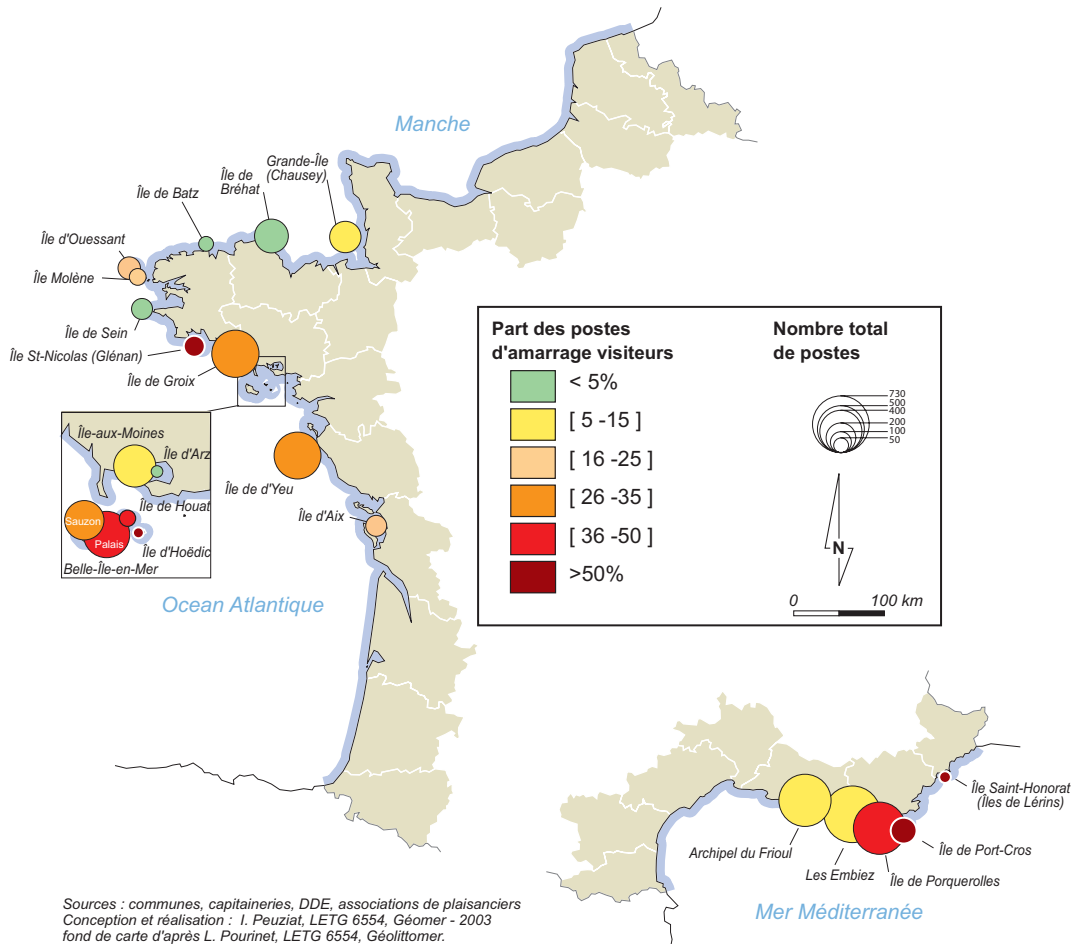 Manche
Grande-Île
(Chausey)
Île de
Bréhat
Île de Batz
Île d'Ouessant
Île Molène
Île de Sein
Île St-Nicolas (Glénan)
Île de Groix
Île-aux-Moines
Île d'Arz
Île de Houat
Sauzon
Palais
Île d'Hoëdic
Belle-Île-en-Mer
Île de d'Yeu
Île d'Aix
Ocean Atlantique
Part des postes
d'amarrage visiteurs
< 5%
[ 5 -15 ]
[ 16 -25 ]
[ 26 -35 ]
[ 36 -50 ]
>50%
Nombre total
de postes
730
500
400
200
100
50
N
0 100 km
Île Saint-Honorat
(Îles de Lérins)
Archipel du Frioul
Île de Port-Cros
Les Embiez
Île de Porquerolles
Mer Méditerranée
Sources : communes, capitaineries, DDE, associations de plaisanciers
Conception et réalisation : I. Peuziat, LETG 6554, Géomer - 2003
fond de carte d'après L. Pourinet, LETG 6554, Géolittomer.